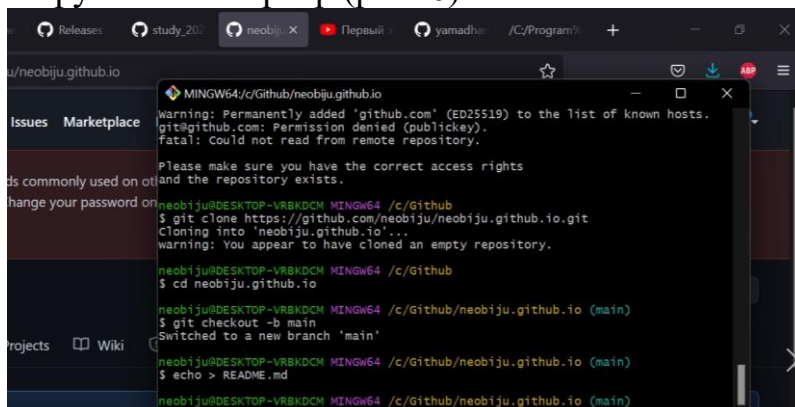 Releases study_202 neobiju Первый yamadhar /C:/Program%
u/neobiju.github.io
ABP
MINGW64:/c/Github/neobiju.github.io
Issues Marketplace
ds commonly used on
Change your password on
Projects Wiki
Warning: Permanently added 'github.com' (ED25519) to the list of known hosts.
git@github.com: Permission denied (publickey).
fatal: Could not read from remote repository.
Please make sure you have the correct access rights
and the repository exists.
neobiju@DESKTOP-VRBKDCM MINGW64 /c/Github
$ git clone https://github.com/neobiju/neobiju.github.io.git
Cloning into 'neobiju.github.io'...
warning: You appear to have cloned an empty repository.
neobiju@DESKTOP-VRBKDCM MINGW64 /c/Github
$ cd neobiju.github.io
neobiju@DESKTOP-VRBKDCM MINGW64 /c/Github/neobiju.github.io (main)
$ git checkout -b main
Switched to a new branch 'main'
neobiju@DESKTOP-VRBKDCM MINGW64 /c/Github/neobiju.github.io (main)
$ echo > README.md
neobiju@DESKTOP-VRBKDCM MINGW64 /c/Github/neobiju.github.io (main)